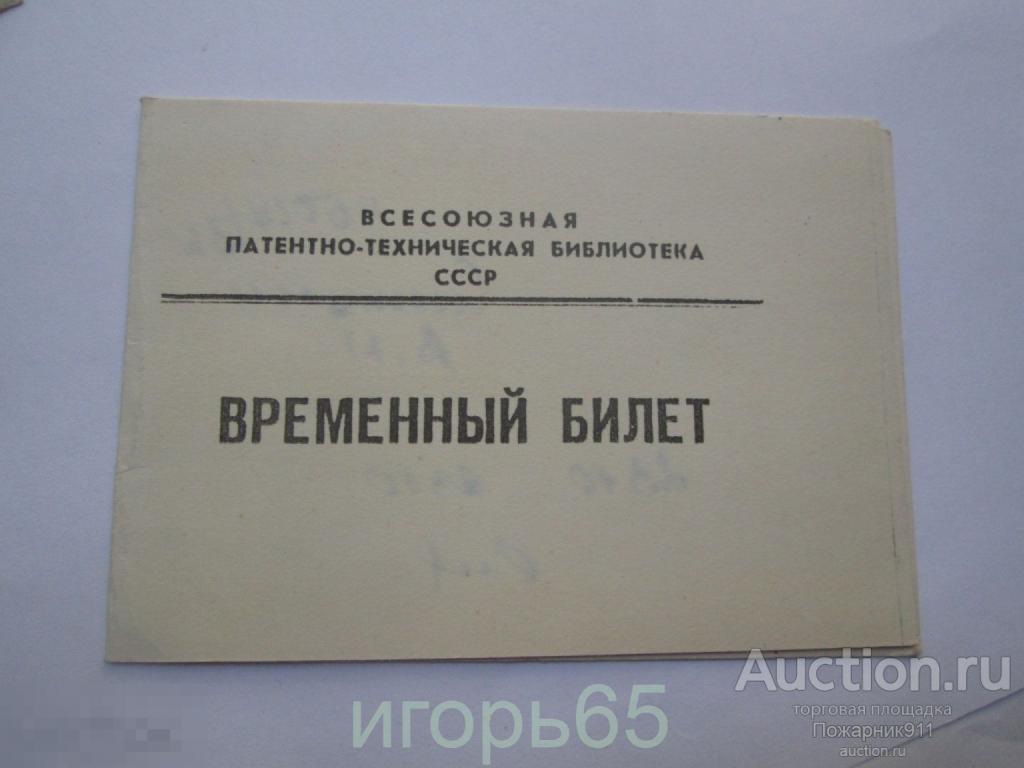 ВСЕСОЮЗНАЯ
ПАТЕНТНО-ТЕХНИЧЕСКАЯ БИБЛИОТЕКА
СССР
ВРЕМЕННЫЙ БИЛЕТ
Auction.ru
торговая площадка
Пожарник911
auction.ru
игорь65